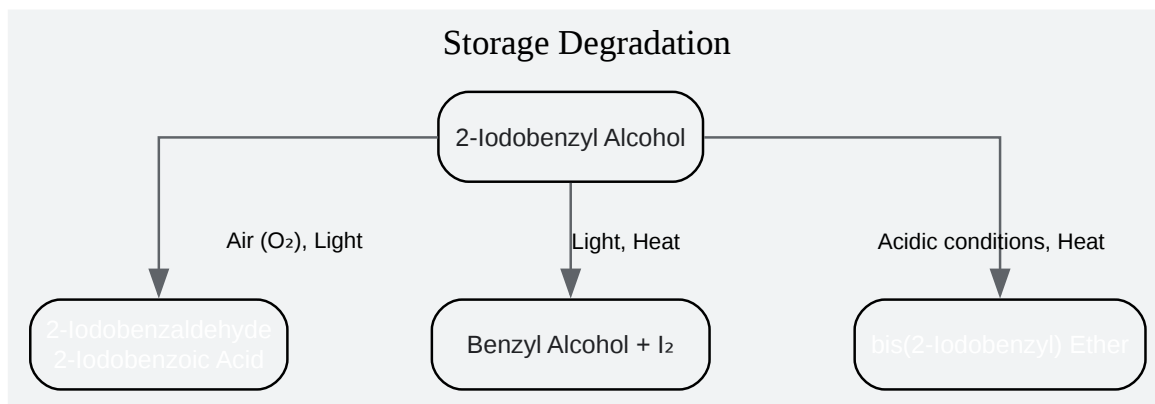 Storage Degradation
2-Iodobenzyl Alcohol
Air (O₂), Light
Light, Heat
Acidic conditions, Heat
2-Iodobenzaldehyde
2-Iodobenzoic Acid
Benzyl Alcohol + I₂
bis(2-Iodobenzyl) Ether